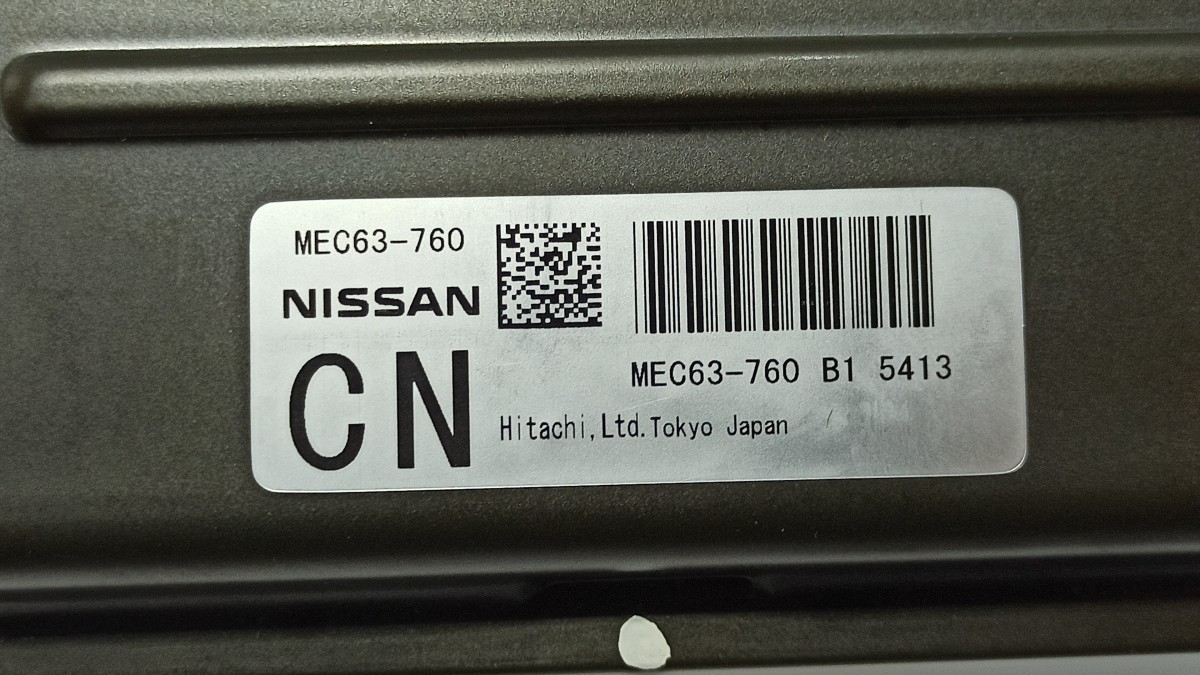 MEC63-760
NISSAN
CN
MEC63-760 B1 5413
Hitachi,Ltd.Tokyo Japan